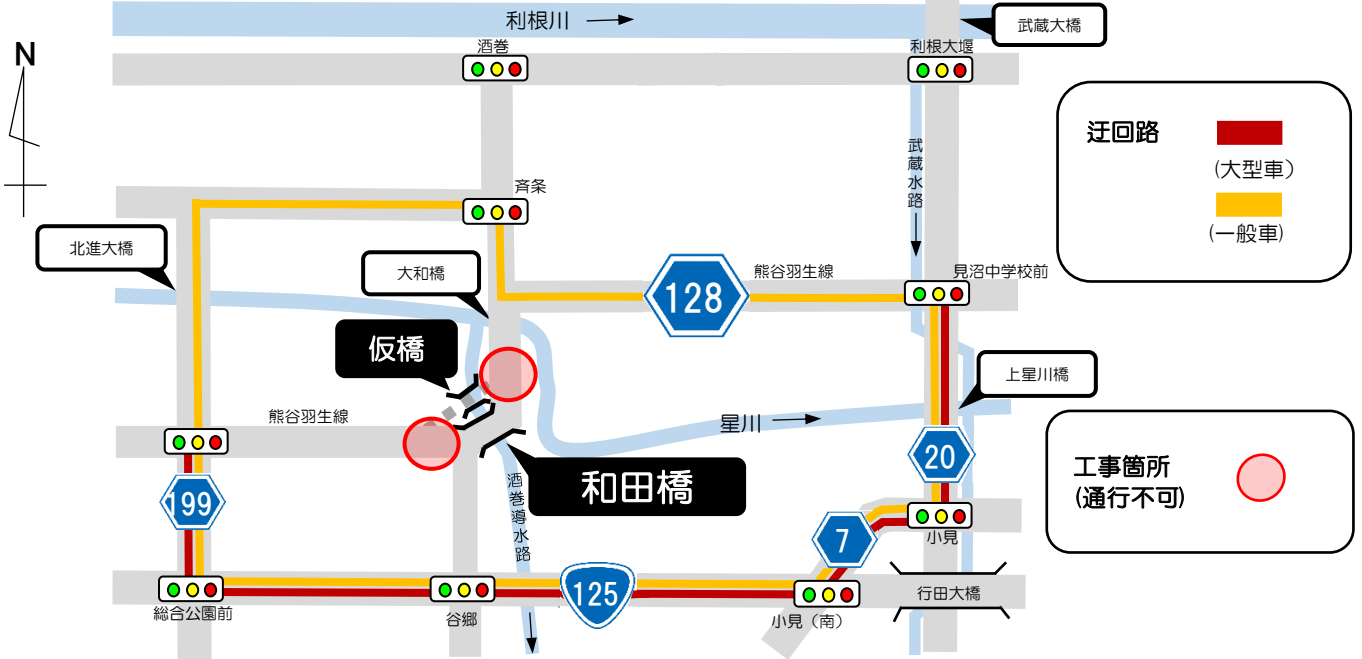 利根川
武蔵大橋
酒巻
利根大堰
N
迂回路
(大型車)
(一般車)
武蔵水路
斉条
北進大橋
大和橋
熊谷羽生線
見沼中学校前
128
仮橋
上星川橋
熊谷羽生線
星川
20
工事箇所
(通行不可)
和田橋
酒巻導水路
199
7
小見
125
行田大橋
総合公園前
谷郷
小見(南)